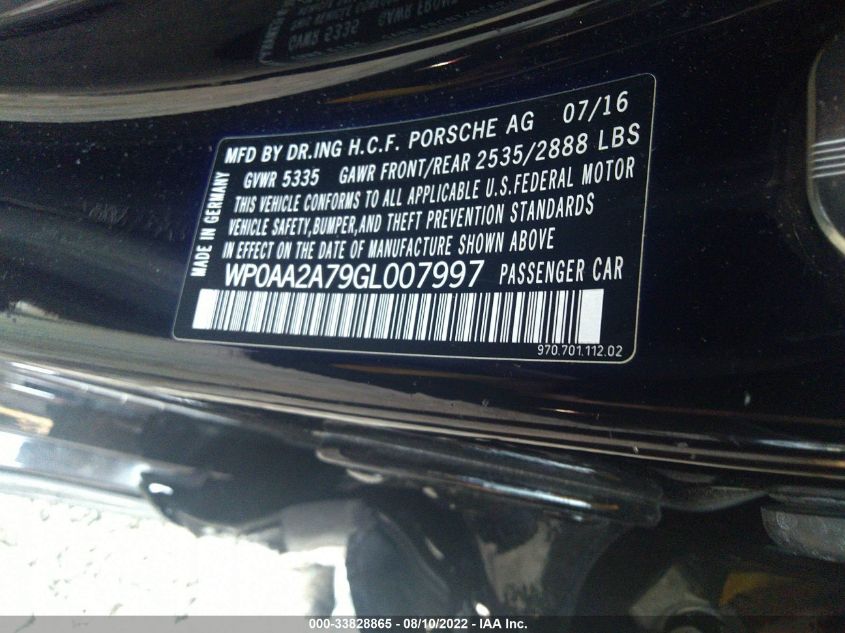 MFD BY DR.ING H.C.F. PORSCHE AG 07/16
GVWR 5335 GAWR FRONT/REAR 2535/2888 LBS
THIS VEHICLE CONFORMS TO ALL APPLICABLE U.S.FEDERAL MOTOR
VEHICLE SAFETY,BUMPER,AND THEFT PREVENTION STANDARDS
IN EFFECT ON THE DATE OF MANUFACTURE SHOWN ABOVE
MADE IN GERMANY
WP0AA2A79GL007997 PASSENGER CAR
970.701.112.02
000-33828865 - 08/10/2022 - IAA Inc.